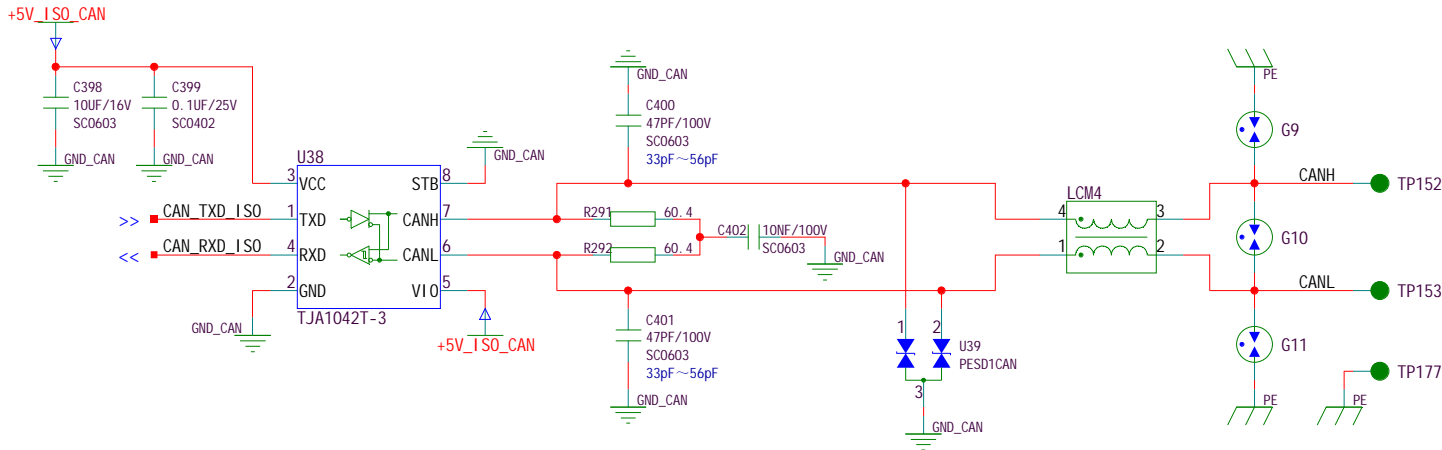 +5V_ISO_CAN
C398
10UF/16V
SC0603
GND_CAN
C399
0.1UF/25V
SC0402
GND_CAN
U38
3
VCC
STB
8
GND_CAN
>>
CAN_TXD_ISO
1
TXD
CANH
7
<<
CAN_RXD_ISO
4
RXD
CANL
6
2
GND
VIO
5
GND_CAN
TJA1042T-3
+5V_ISO_CAN
GND_CAN
C400
47PF/100V
SC0603
33pF~56pF
R291
60.4
R292
60.4
C402
10NF/100V
SC0603
GND_CAN
C401
47PF/100V
SC0603
33pF~56pF
GND_CAN
1
2
U39
PESD1CAN
3
GND_CAN
LCM4
4
3
1
2
PE
G9
CANH
TP152
G10
CANL
TP153
G11
TP177
PE
PE